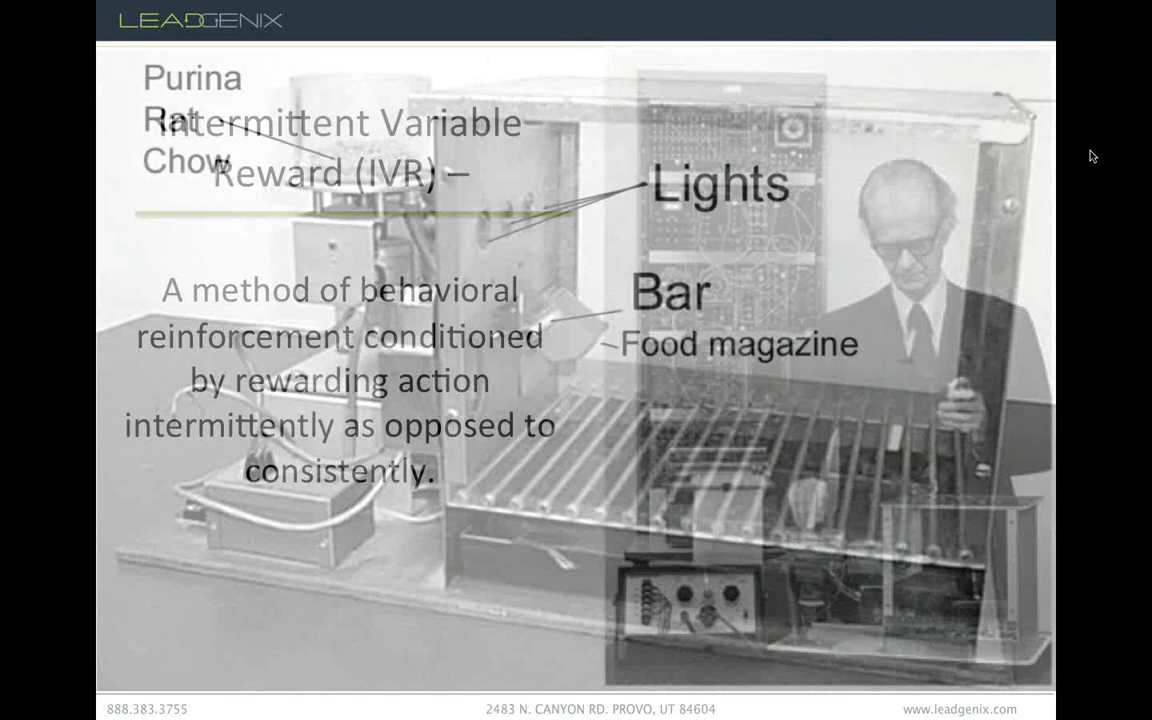 LEADGENIX
Purina
Rat
Chow
Intermittent Variable
Reward (IVR) –
A method of behavioral
reinforcement conditioned
by rewarding action
intermittently as opposed to
consistently.
Lights
Bar
Food magazine
888.383.3755
2483 N. CANYON RD. PROVO, UT 84604
www.leadgenix.com